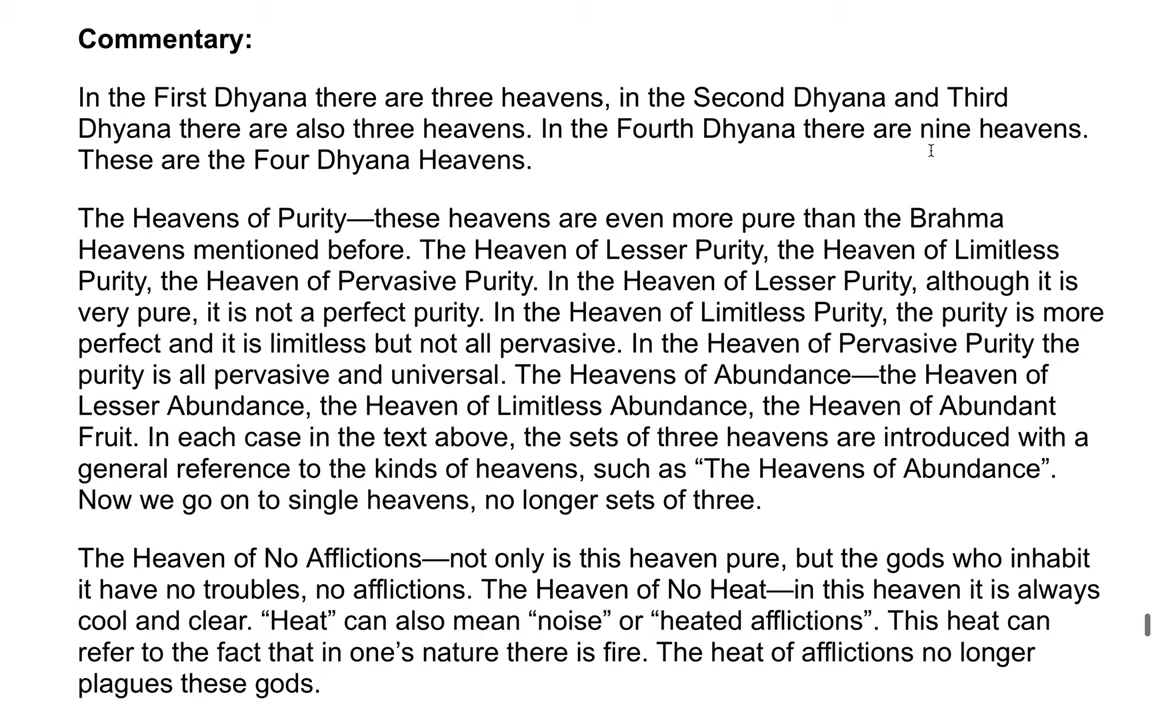 Commentary:
In the First Dhyana there are three heavens, in the Second Dhyana and Third
Dhyana there are also three heavens. In the Fourth Dhyana there are nine heavens.
These are the Four Dhyana Heavens.
The Heavens of Purity—these heavens are even more pure than the Brahma
Heavens mentioned before. The Heaven of Lesser Purity, the Heaven of Limitless
Purity, the Heaven of Pervasive Purity. In the Heaven of Lesser Purity, although it is
very pure, it is not a perfect purity. In the Heaven of Limitless Purity, the purity is more
perfect and it is limitless but not all pervasive. In the Heaven of Pervasive Purity the
purity is all pervasive and universal. The Heavens of Abundance—the Heaven of
Lesser Abundance, the Heaven of Limitless Abundance, the Heaven of Abundant
Fruit. In each case in the text above, the sets of three heavens are introduced with a
general reference to the kinds of heavens, such as “The Heavens of Abundance”.
Now we go on to single heavens, no longer sets of three.
The Heaven of No Afflictions—not only is this heaven pure, but the gods who inhabit
it have no troubles, no afflictions. The Heaven of No Heat—in this heaven it is always
cool and clear. “Heat” can also mean “noise” or “heated afflictions”. This heat can
refer to the fact that in one’s nature there is fire. The heat of afflictions no longer
plagues these gods.